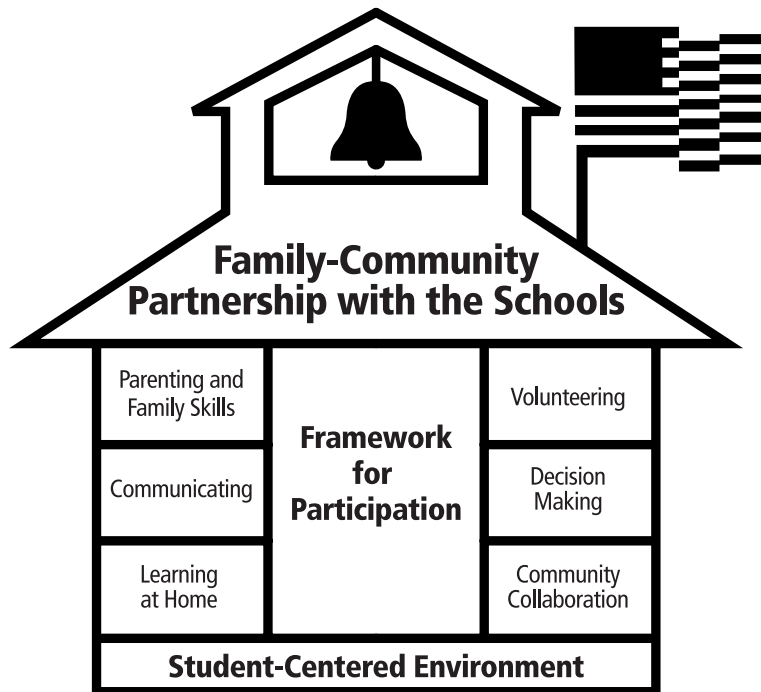 Family-Community
Partnership with the Schools
Parenting and
Family Skills
Communicating
Learning
at Home
Framework
for
Participation
Volunteering
Decision
Making
Community
Collaboration
Student-Centered Environment